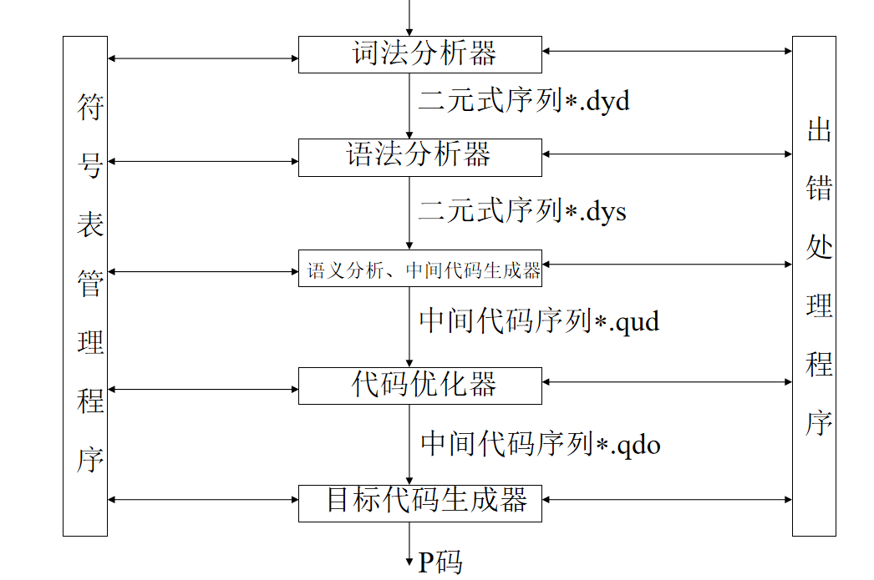 词法分析器
二元式序列*.dyd
语法分析器
二元式序列*.dys
语义分析、中间代码生成器
中间代码序列*.qud
代码优化器
中间代码序列*.qdo
目标代码生成器
P码
符号表管理程序
出错处理程序